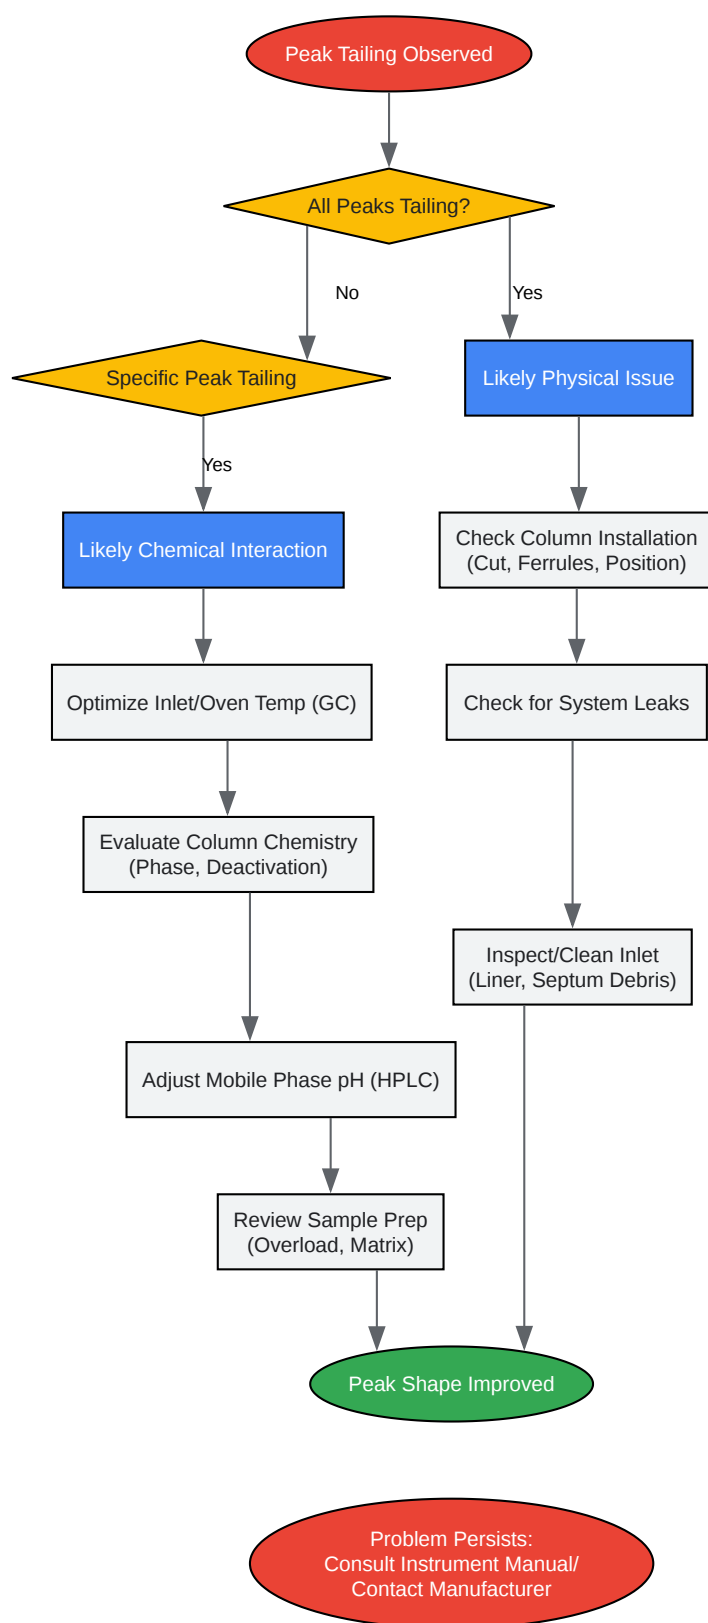 Peak Tailing Observed
All Peaks Tailing?
No
Yes
Specific Peak Tailing
Likely Physical Issue
Yes
Likely Chemical Interaction
Check Column Installation
(Cut, Ferrules, Position)
Optimize Inlet/Oven Temp (GC)
Check for System Leaks
Evaluate Column Chemistry
(Phase, Deactivation)
Inspect/Clean Inlet
(Liner, Septum Debris)
Adjust Mobile Phase pH (HPLC)
Review Sample Prep
(Overload, Matrix)
Peak Shape Improved
Problem Persists:
Consult Instrument Manual/
Contact Manufacturer